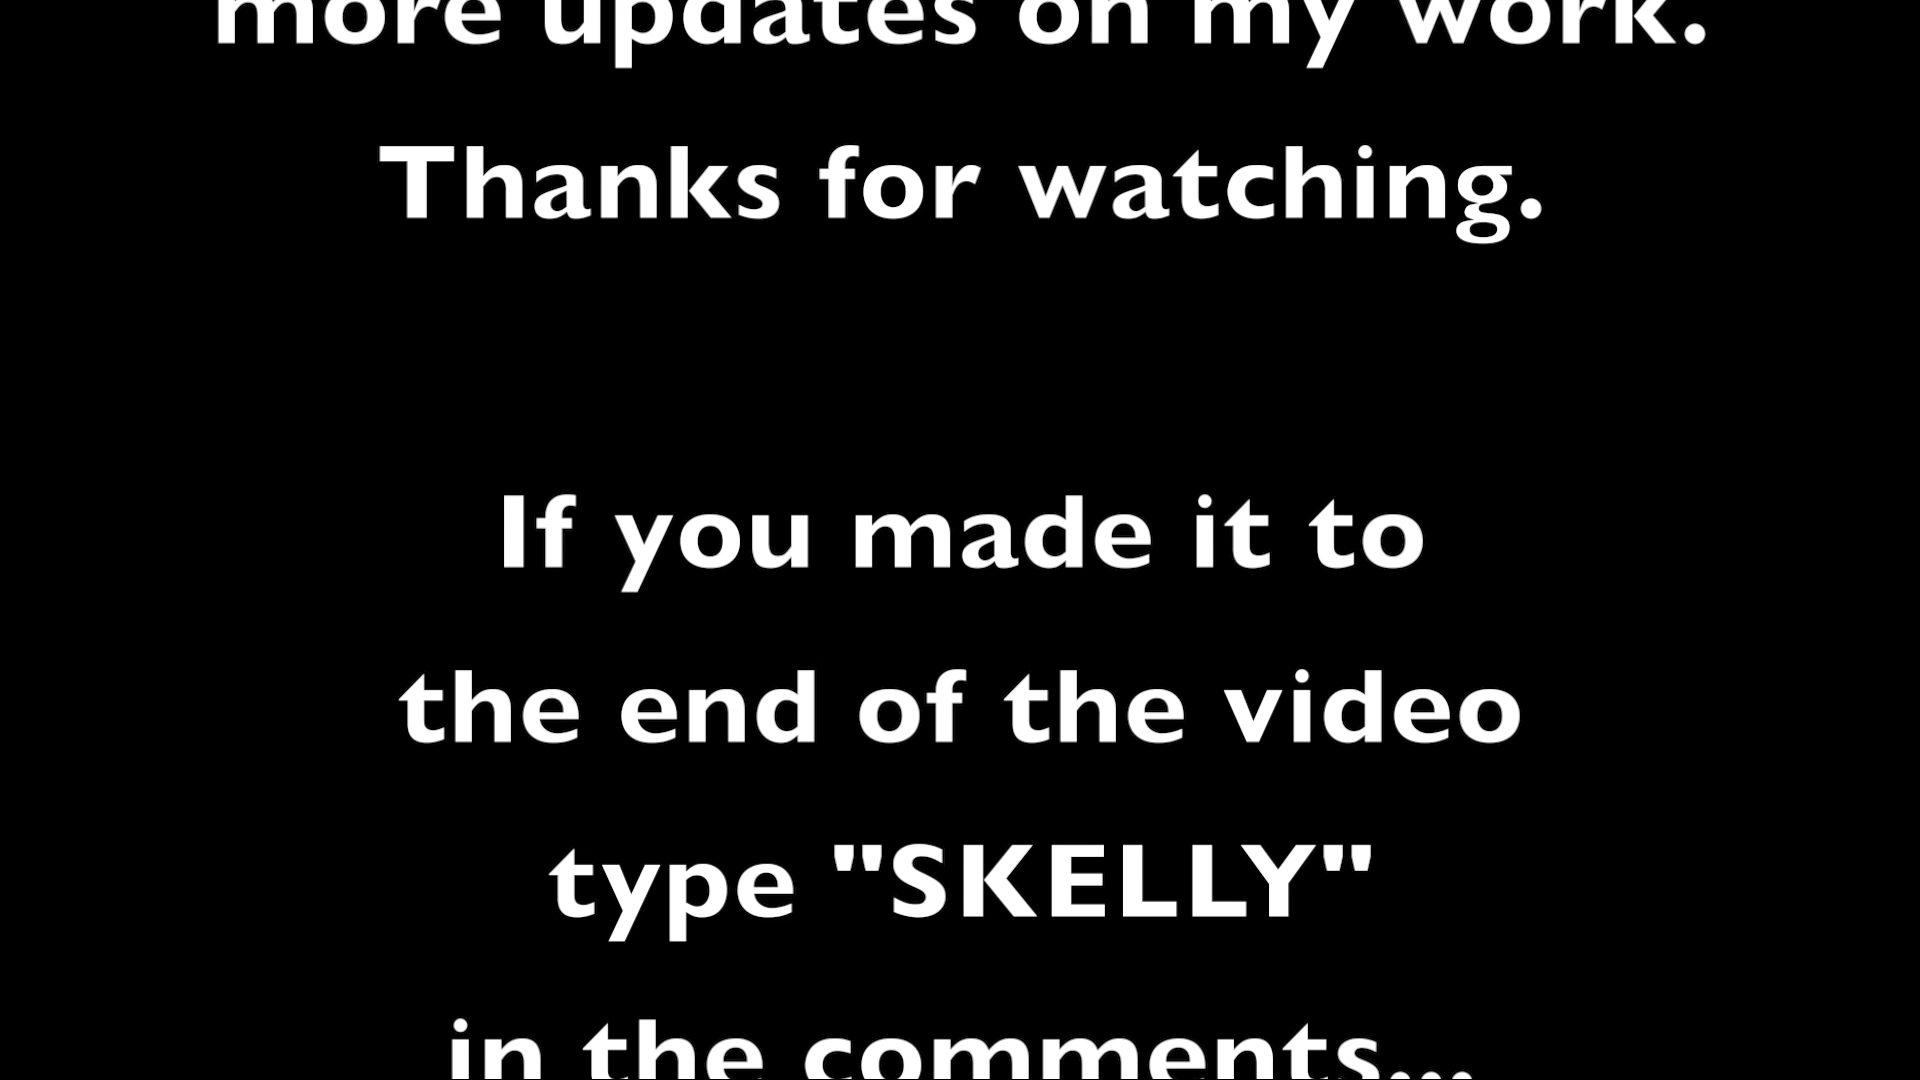 more updates on my work.
Thanks for watching.
If you made it to
the end of the video
type "SKELLY"
in the comments...